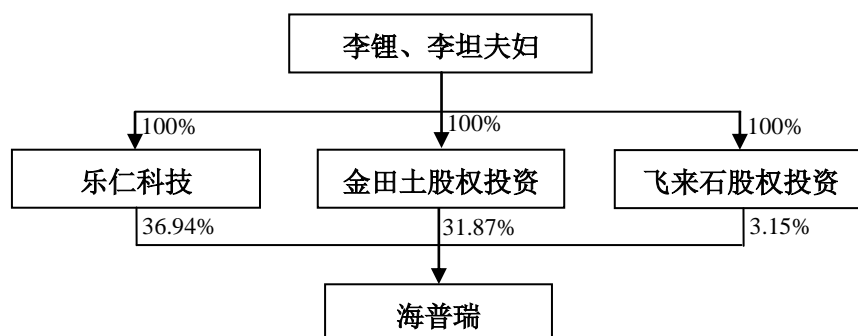 李锂、李坦夫妇
100% 100% 100%
乐仁科技 金田土股权投资 飞来石股权投资
36.94% 31.87% 3.15%
海普瑞